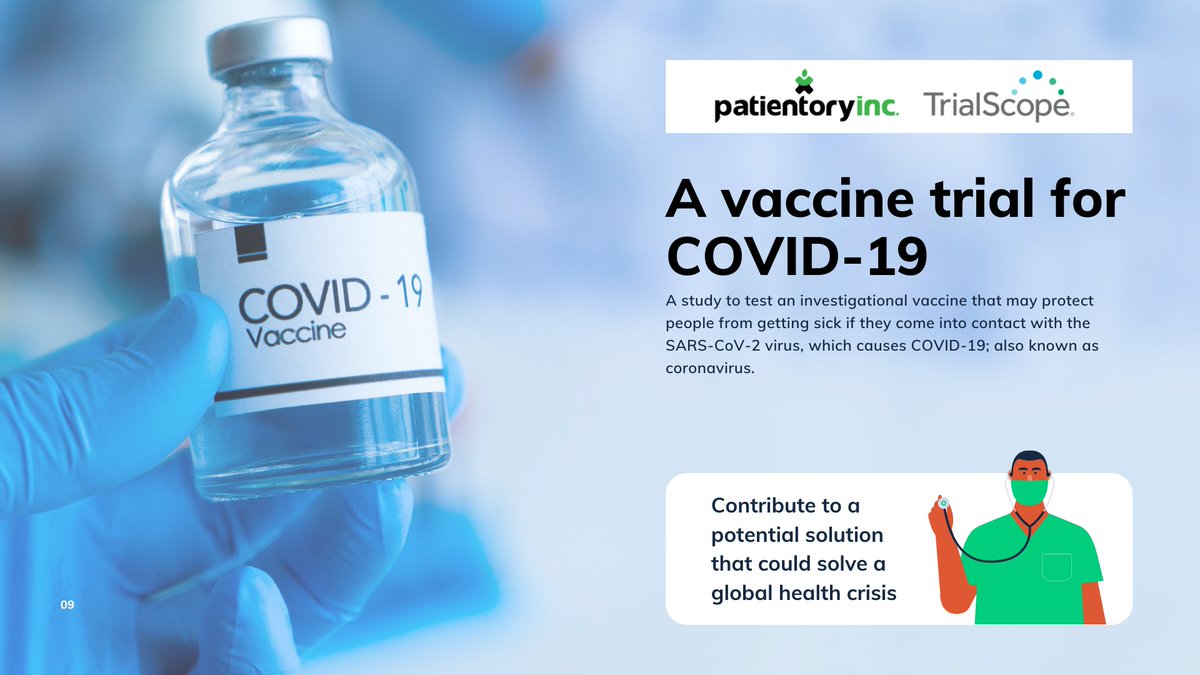 COVID - 19
Vaccine
09
patientoryinc.
TrialScope®
A vaccine trial for
COVID-19
A study to test an investigational vaccine that may protect
people from getting sick if they come into contact with the
SARS-CoV-2 virus, which causes COVID-19; also known as
coronavirus.
Contribute to a
potential solution
that could solve a
global health crisis